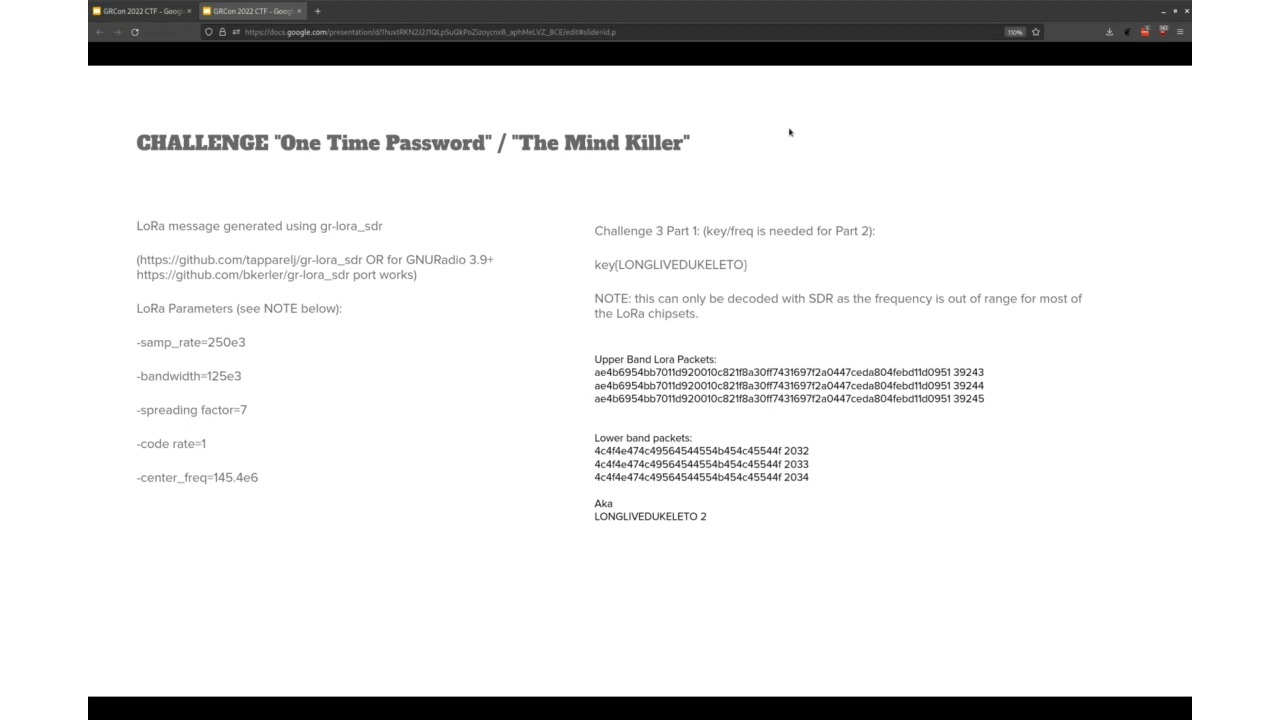 GRCon 2022 CTF - Goog
GRCon 2022 CTF - Goog
110%
CHALLENGE "One Time Password" / "The Mind Killer"
LoRa message generated using gr-lora_sdr
(https://github.com/tapparelj/gr-lora_sdr OR for GNURadio 3.9+
https://github.com/bkerler/gr-lora_sdr port works)
LoRa Parameters (see NOTE below):
-samp_rate=250e3
-bandwidth=125e3
-spreading factor=7
-code rate=1
-center_freq=145.4e6
Challenge 3 Part 1: (key/freq is needed for Part 2):
key{LONGLIVEDUKELETO}
NOTE: this can only be decoded with SDR as the frequency is out of range for most of
the LoRa chipsets.
Upper Band Lora Packets:
ae4b6954bb7011d920010c821f8a30ff7431697f2a0447ceda804febd11d0951 39243
ae4b6954bb7011d920010c821f8a30ff7431697f2a0447ceda804febd11d0951 39244
ae4b6954bb7011d920010c821f8a30ff7431697f2a0447ceda804febd11d0951 39245
Lower band packets:
4c4f4e474c49564544554b454c45544f 2032
4c4f4e474c49564544554b454c45544f 2033
4c4f4e474c49564544554b454c45544f 2034
Aka
LONGLIVEDUKELETO 2